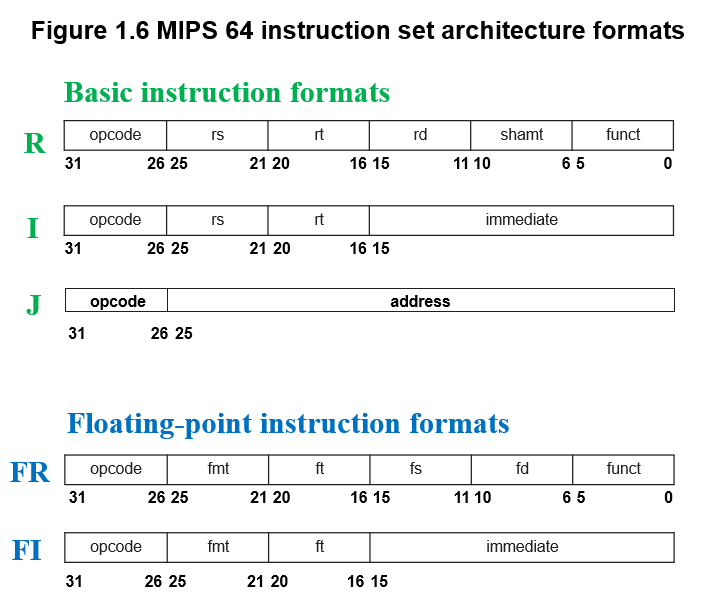 Figure 1.6 MIPS 64 instruction set architecture formats
Basic instruction formats
R opcode rs rt rd shamt funct
31 26 25 21 20 16 15 11 10 6 5 0
I opcode rs rt immediate
31 26 25 21 20 16 15
J opcode address
31 26 25
Floating-point instruction formats
FR opcode fmt ft fs fd funct
31 26 25 21 20 16 15 11 10 6 5 0
FI opcode fmt ft immediate
31 26 25 21 20 16 15